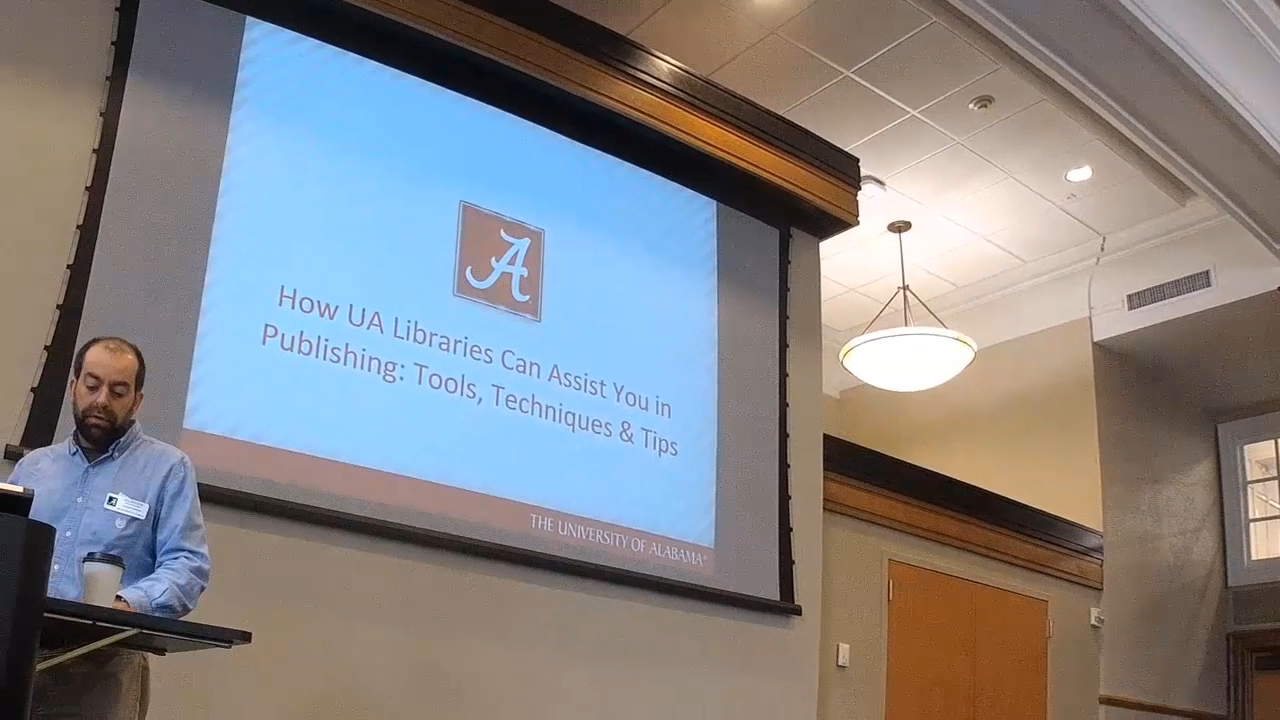 A
How UA Libraries Can Assist You in
Publishing: Tools, Techniques & Tips
THE UNIVERSITY OF ALABAMA®